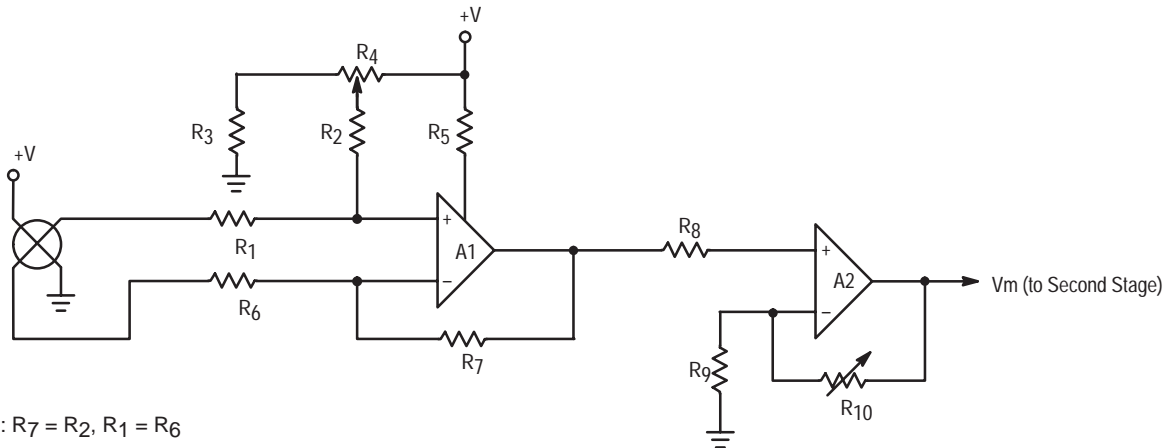 +V
R4
R3
R2
R5
+V
+
R1
A1
R8
−
R6
+
A2
Vm (to Second Stage)
−
R7
R9
R10
: R7 = R2, R1 = R6